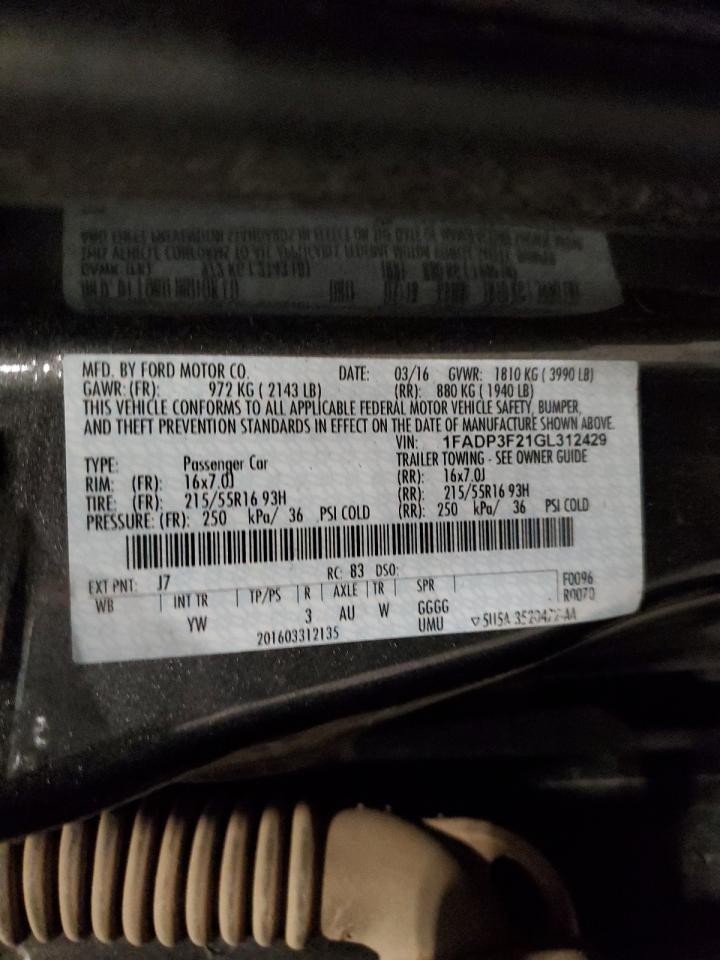 MFD. BY FORD MOTOR CO. DATE: 03/16 GVWR: 1810 KG ( 3990 LB)
GAWR: (FR): 972 KG ( 2143 LB) (RR): 880 KG ( 1940 LB)
THIS VEHICLE CONFORMS TO ALL APPLICABLE FEDERAL MOTOR VEHICLE SAFETY, BUMPER,
AND THEFT PREVENTION STANDARDS IN EFFECT ON THE DATE OF MANUFACTURE SHOWN ABOVE.
VIN: 1FADP3F21GL312429
TYPE: Passenger Car TRAILER TOWING - SEE OWNER GUIDE
RIM: (FR): 16x7.0J (RR): 16x7.0J
TIRE: (FR): 215/55R16 93H (RR): 215/55R16 93H
PRESSURE: (FR): 250 kPa/ 36 PSI COLD (RR): 250 kPa/ 36 PSI COLD
EXT PNT: J7 RC: 83 DSO: F0096
WB INT TR TP/PS R AXLE TR SPR R0070
YW 3 AU W GGGG
201603312135 UMU